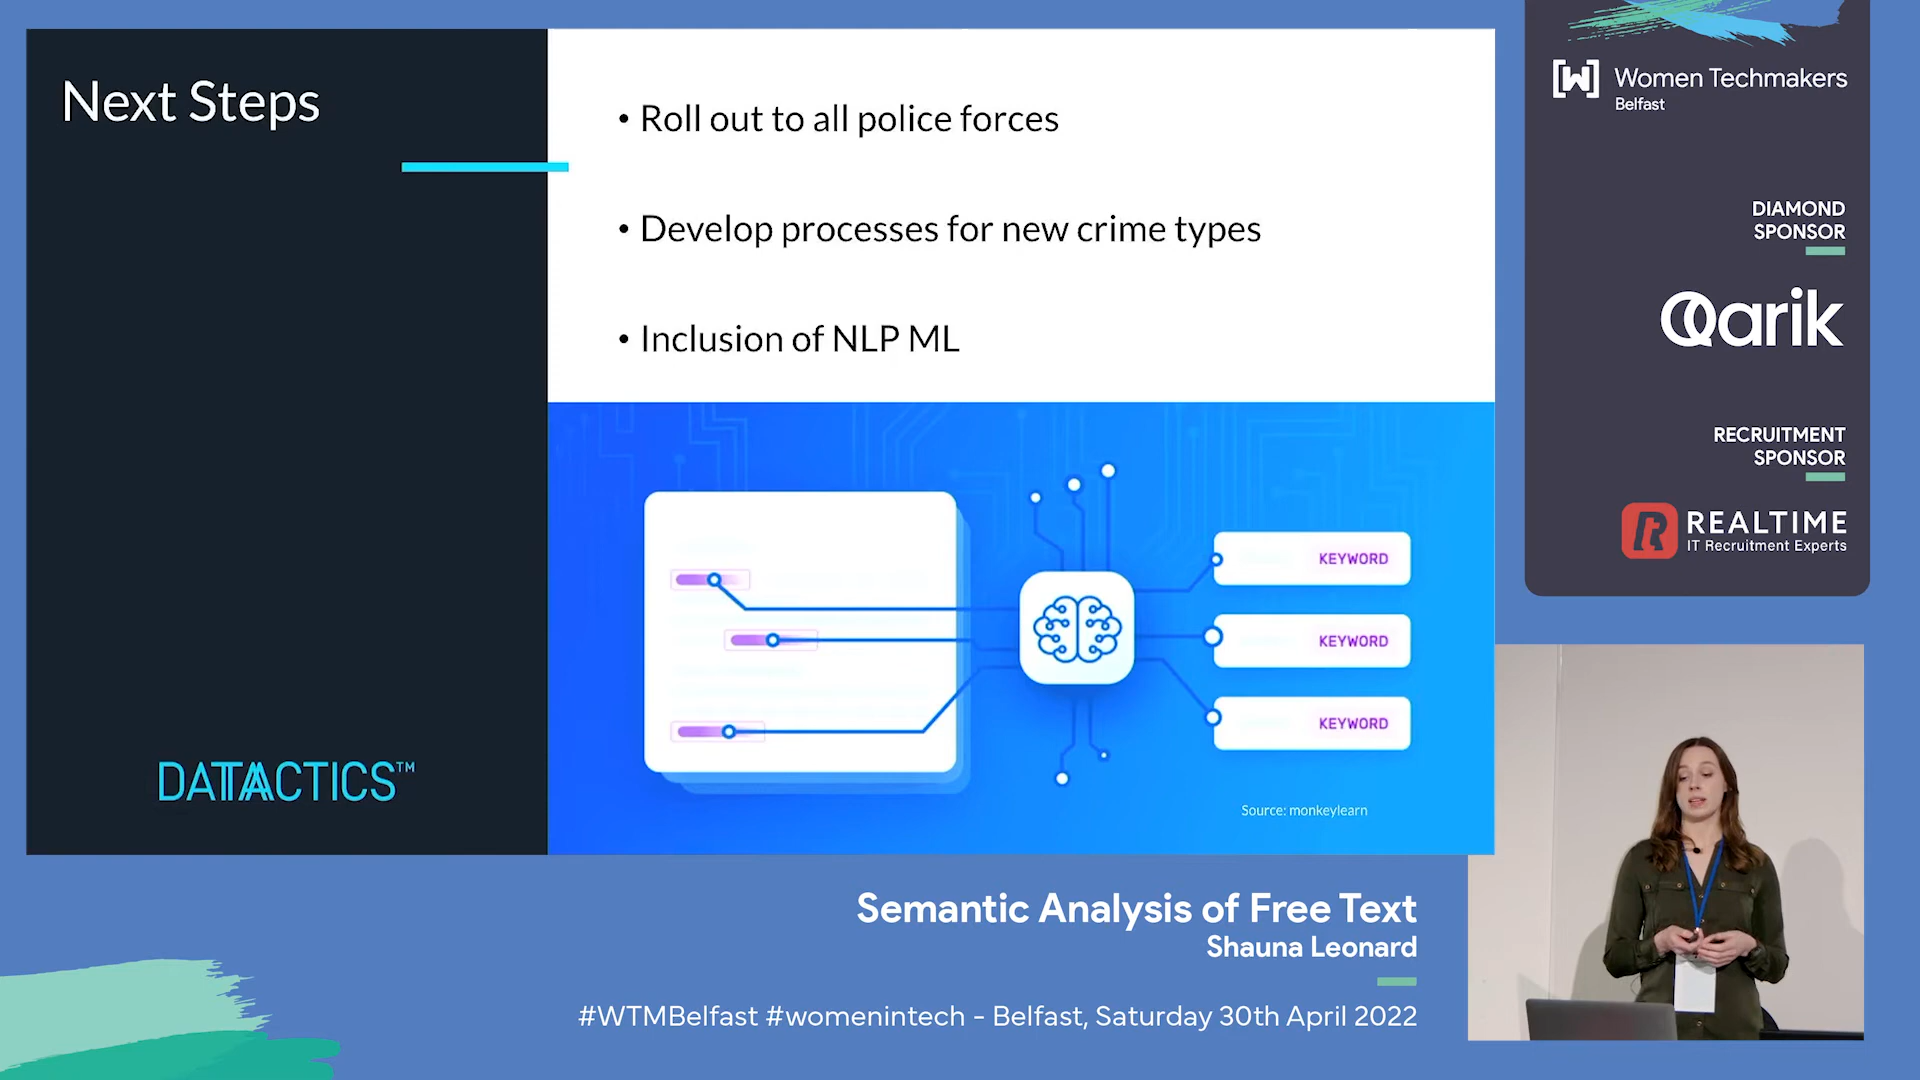 Next Steps
• Roll out to all police forces
• Develop processes for new crime types
• Inclusion of NLP ML
KEYWORD
KEYWORD
KEYWORD
Source: monkeylearn
DATACTICS™
[W] Women Techmakers
Belfast
DIAMOND
SPONSOR
Qarik
RECRUITMENT
SPONSOR
R REALTIME
IT Recruitment Experts
Semantic Analysis of Free Text
Shauna Leonard
#WTMBelfast #womenintech - Belfast, Saturday 30th April 2022